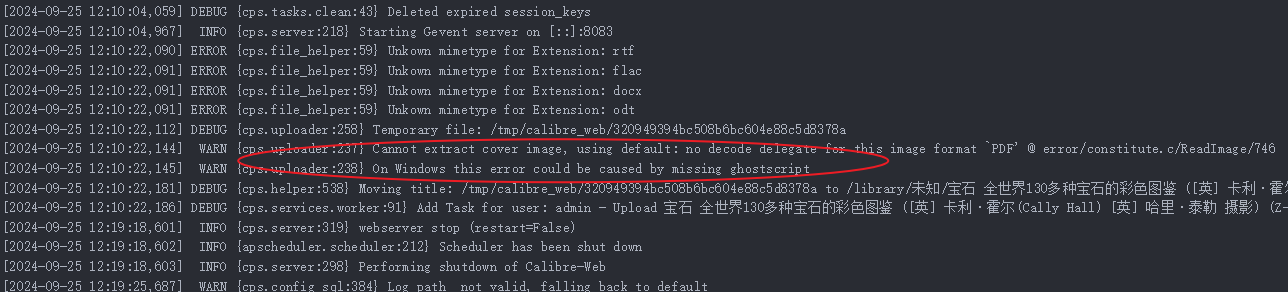 [2024-09-25 12:10:04,059] DEBUG {cps.tasks.clean:43} Deleted expired session_keys
[2024-09-25 12:10:04,967]  INFO {cps.server:218} Starting Gevent server on [::]:8083
[2024-09-25 12:10:22,090] ERROR {cps.file_helper:59} Unkown mimetype for Extension: rtf
[2024-09-25 12:10:22,091] ERROR {cps.file_helper:59} Unkown mimetype for Extension: flac
[2024-09-25 12:10:22,091] ERROR {cps.file_helper:59} Unkown mimetype for Extension: docx
[2024-09-25 12:10:22,091] ERROR {cps.file_helper:59} Unkown mimetype for Extension: odt
[2024-09-25 12:10:22,112] DEBUG {cps.uploader:258} Temporary file: /tmp/calibre_web/320949394bc508b6bc604e88c5d8378a
[2024-09-25 12:10:22,144]  WARN {cps.uploader:237} Cannot extract cover image, using default: no decode delegate for this image format `PDF' @ error/constitute.c/ReadImage/746
[2024-09-25 12:10:22,145]  WARN {cps.uploader:238} On Windows this error could be caused by missing ghostscript
[2024-09-25 12:10:22,181] DEBUG {cps.helper:538} Moving title: /tmp/calibre_web/320949394bc508b6bc604e88c5d8378a to /library/未知/宝石 全世界130多种宝石的彩色图鉴 ([英] 卡利·霍
[2024-09-25 12:10:22,186] DEBUG {cps.services.worker:91} Add Task for user: admin - Upload 宝石 全世界130多种宝石的彩色图鉴 ([英] 卡利·霍尔(Cally Hall) [英] 哈里·泰勒 摄影) (Z-
[2024-09-25 12:19:18,601]  INFO {cps.server:319} webserver stop (restart=False)
[2024-09-25 12:19:18,602]  INFO {apscheduler.scheduler:212} Scheduler has been shut down
[2024-09-25 12:19:18,603]  INFO {cps.server:298} Performing shutdown of Calibre-Web
[2024-09-25 12:19:25,687]  WARN {cps.config_sql:384} Log path  not valid, falling back to default